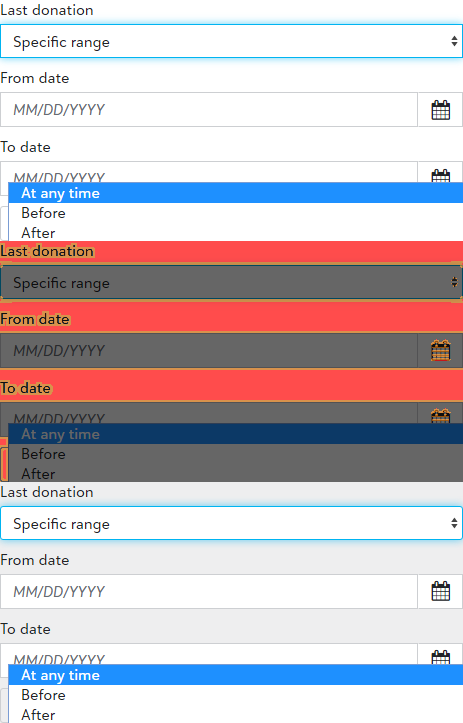 Last donation
Specific range
From date
MM/DD/YYYY
To date
MM/DD/YYYY
At any time
Before
After
Last donation
Specific range
From date
MM/DD/YYYY
To date
MM/DD/YYYY
At any time
Before
After
Last donation
Specific range
From date
MM/DD/YYYY
To date
MM/DD/YYYY
At any time
Before
After